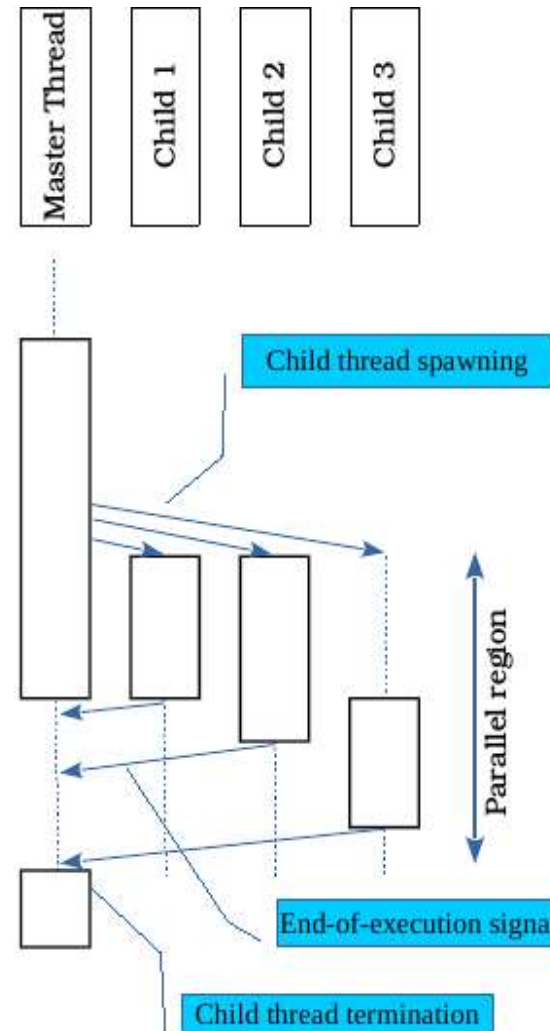 Master Thread
Child 1
Child 2
Child 3
Child thread spawning
Parallel region
End-of-execution signa
Child thread termination